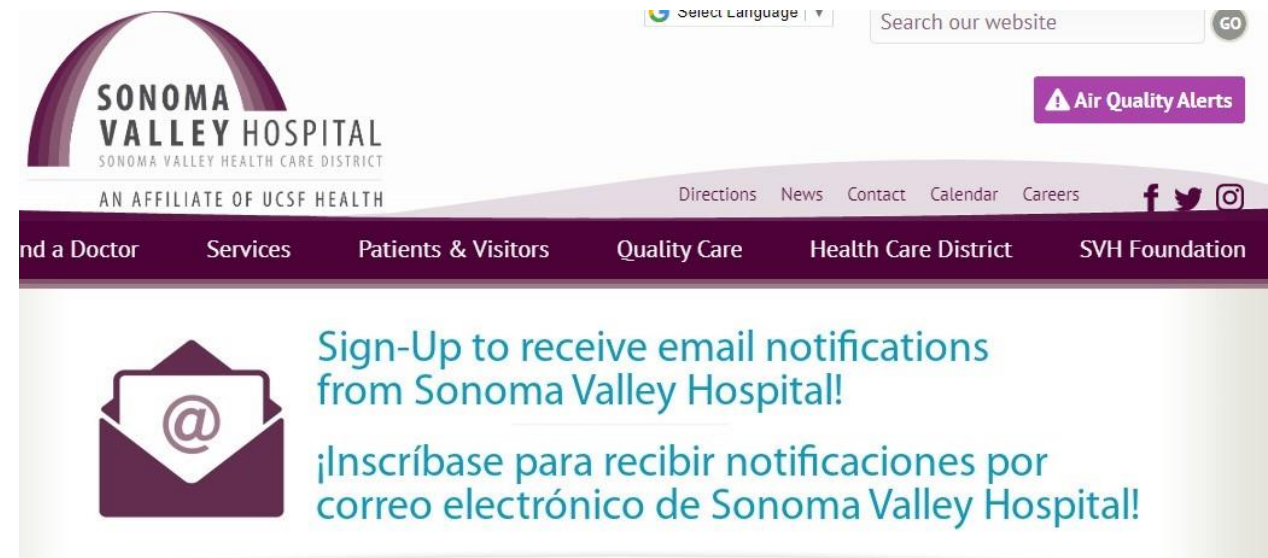 Select Language
Search our website
GO
SONOMA
VALLEY HOSPITAL
SONOMA VALLEY HEALTH CARE DISTRICT
AN AFFILIATE OF UCSF HEALTH
Air Quality Alerts
Directions News Contact Calendar Careers
nd a Doctor Services Patients & Visitors Quality Care Health Care District SVH Foundation
@
Sign-Up to receive email notifications
from Sonoma Valley Hospital!
¡Inscríbase para recibir notificaciones por
correo electrónico de Sonoma Valley Hospital!